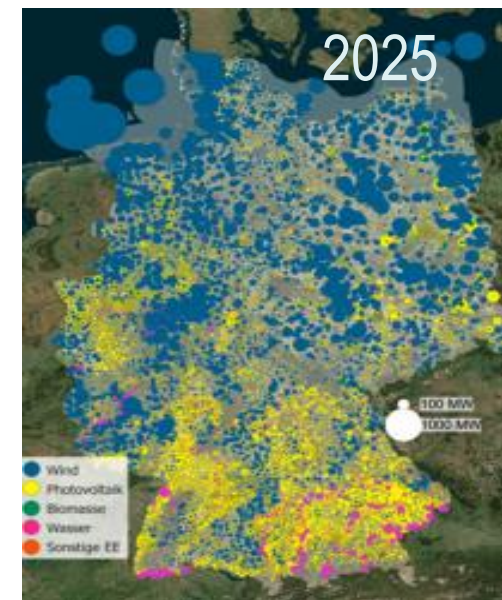 2025
100 MW
1000 MW
Wind
Photovoltaik
Biomasse
Wasser
Sonstige EE